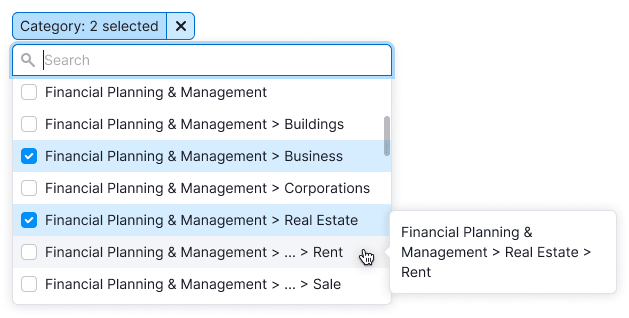 Category: 2 selected
Search
Financial Planning & Management
Financial Planning & Management > Buildings
Financial Planning & Management > Business
Financial Planning & Management > Corporations
Financial Planning & Management > Real Estate
Financial Planning & Management > ... > Rent
Financial Planning & Management > ... > Sale
Financial Planning &
Management > Real Estate >
Rent